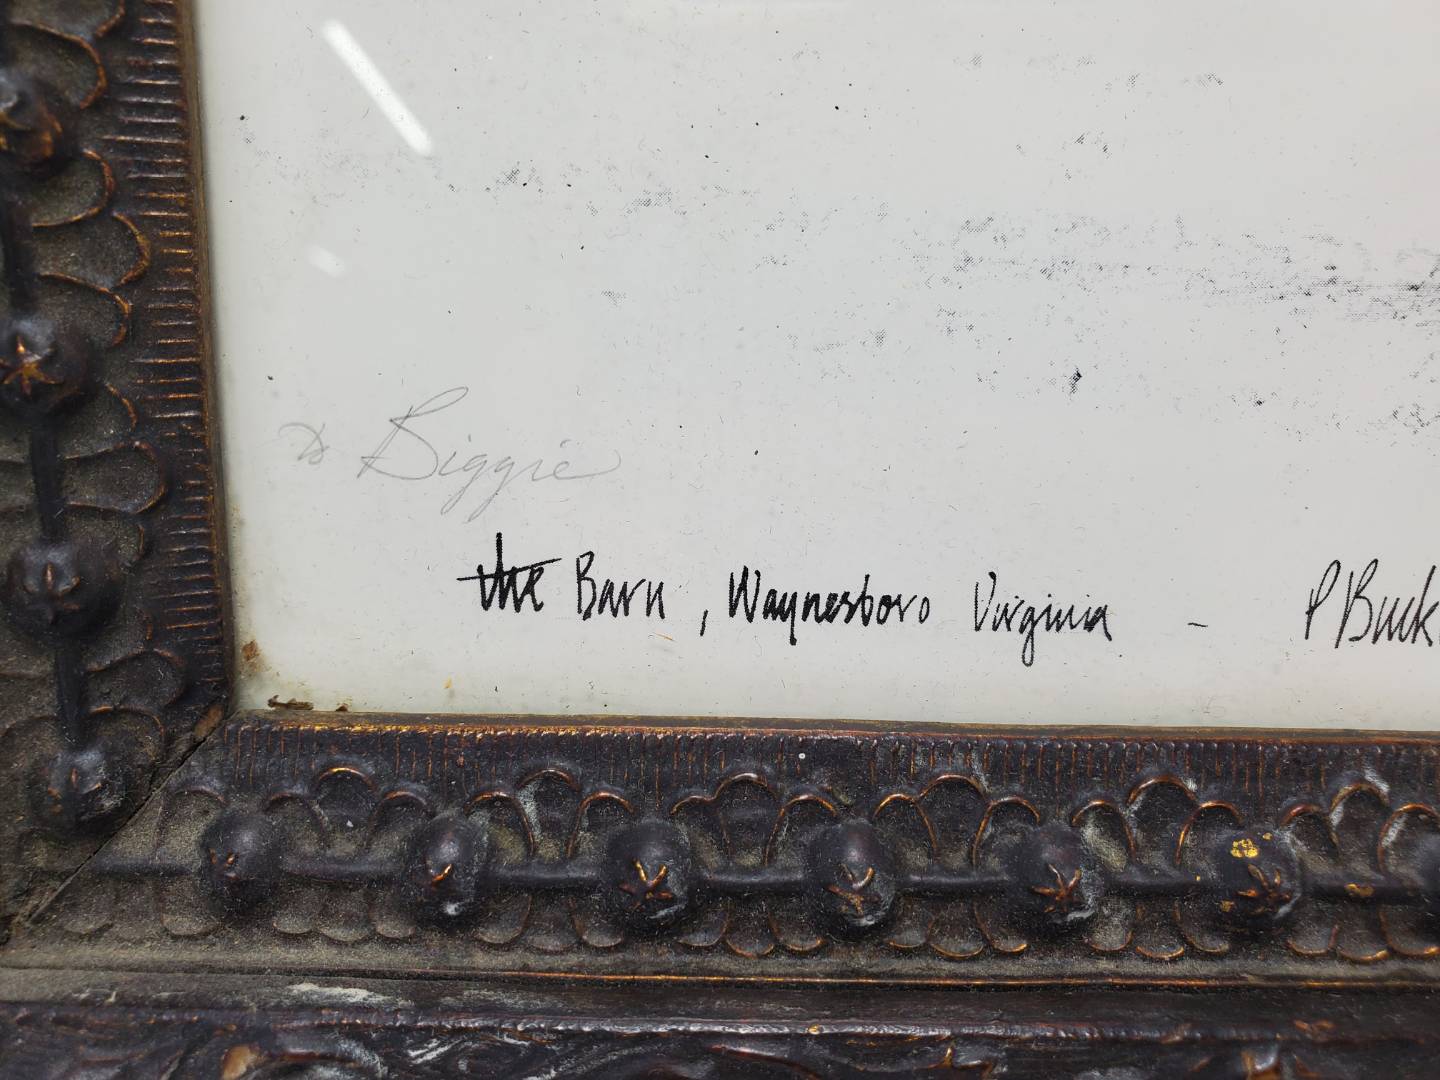 to Biggie
the Barn, Waynesboro Virginia - P Buck